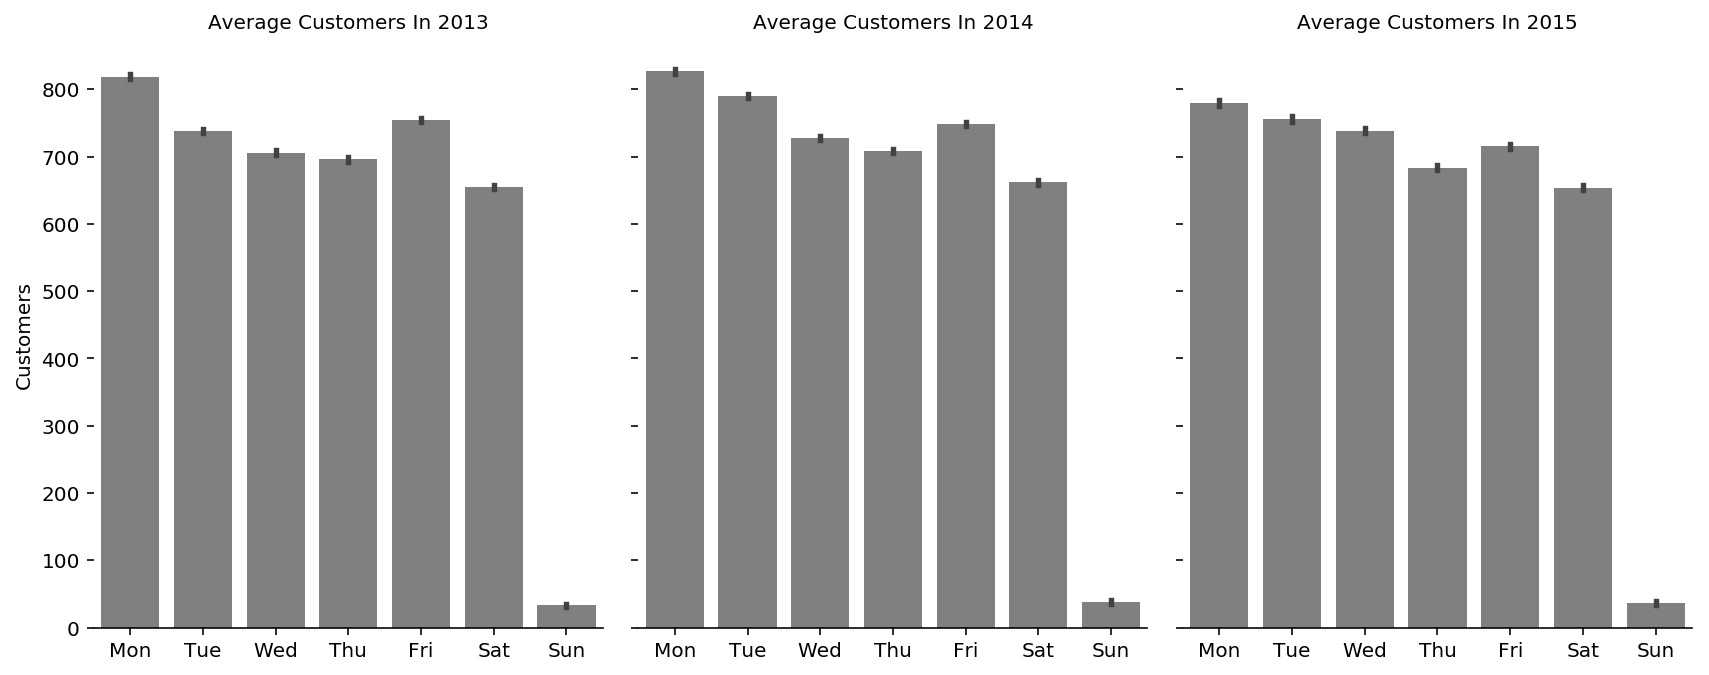 Average Customers In 2013
Average Customers In 2014
Average Customers In 2015
Customers
800
700
600
500
400
300
200
100
0
Mon Tue Wed Thu Fri Sat Sun
Mon Tue Wed Thu Fri Sat Sun
Mon Tue Wed Thu Fri Sat Sun